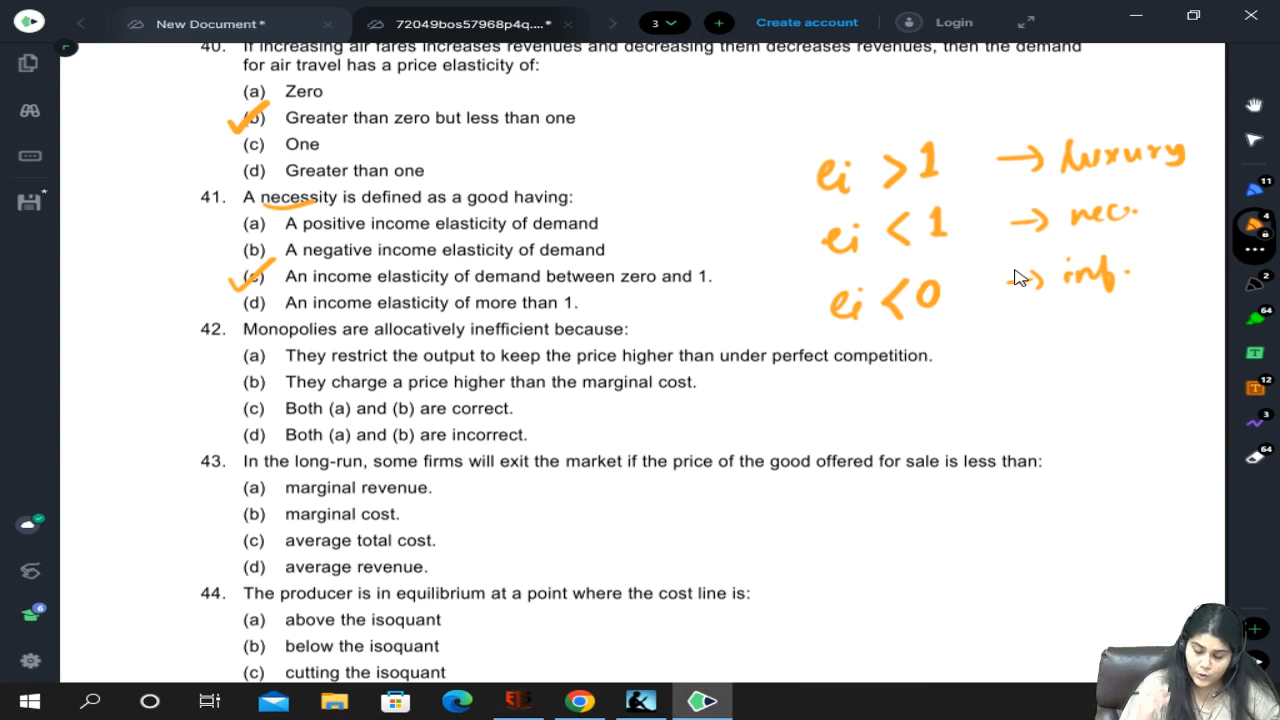 New Document *
72049bos57968p4q.... *
3
Create account
Login
40. If increasing air fares increases revenues and decreasing them decreases revenues, then the demand
for air travel has a price elasticity of:
(a) Zero
(b) Greater than zero but less than one
(c) One
(d) Greater than one
41. A necessity is defined as a good having:
(a) A positive income elasticity of demand
(b) A negative income elasticity of demand
(c) An income elasticity of demand between zero and 1.
(d) An income elasticity of more than 1.
ei > 1 → luxury
ei < 1 → nec.
ei < 0 → inf.
42. Monopolies are allocatively inefficient because:
(a) They restrict the output to keep the price higher than under perfect competition.
(b) They charge a price higher than the marginal cost.
(c) Both (a) and (b) are correct.
(d) Both (a) and (b) are incorrect.
43. In the long-run, some firms will exit the market if the price of the good offered for sale is less than:
(a) marginal revenue.
(b) marginal cost.
(c) average total cost.
(d) average revenue.
44. The producer is in equilibrium at a point where the cost line is:
(a) above the isoquant
(b) below the isoquant
(c) cutting the isoquant
11
4
2
64
T
T 12
3
64
6